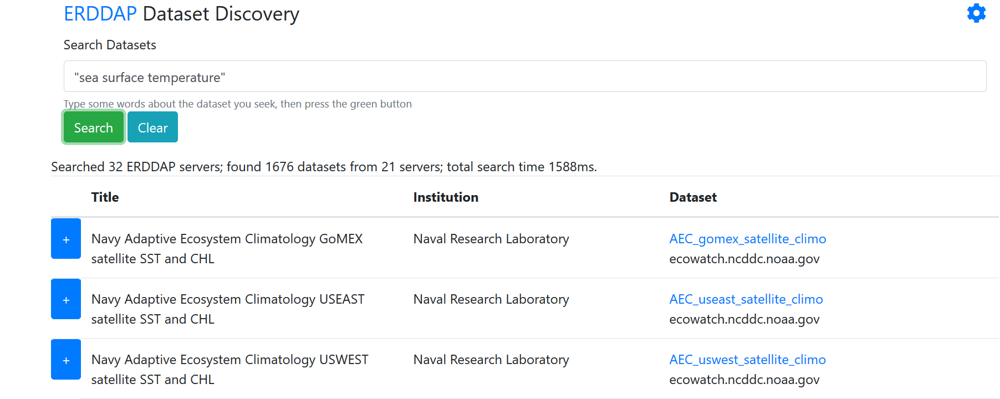 ERDDAP Dataset Discovery
Search Datasets
"sea surface temperature"
Type some words about the dataset you seek, then press the green button
Search Clear
Searched 32 ERDDAP servers; found 1676 datasets from 21 servers; total search time 1588ms.
Title Institution Dataset
+ Navy Adaptive Ecosystem Climatology GoMEX Naval Research Laboratory AEC_gomex_satellite_climo
satellite SST and CHL ecowatch.ncddc.noaa.gov
+ Navy Adaptive Ecosystem Climatology USEAST Naval Research Laboratory AEC_useast_satellite_climo
satellite SST and CHL ecowatch.ncddc.noaa.gov
+ Navy Adaptive Ecosystem Climatology USWEST Naval Research Laboratory AEC_uswest_satellite_climo
satellite SST and CHL ecowatch.ncddc.noaa.gov